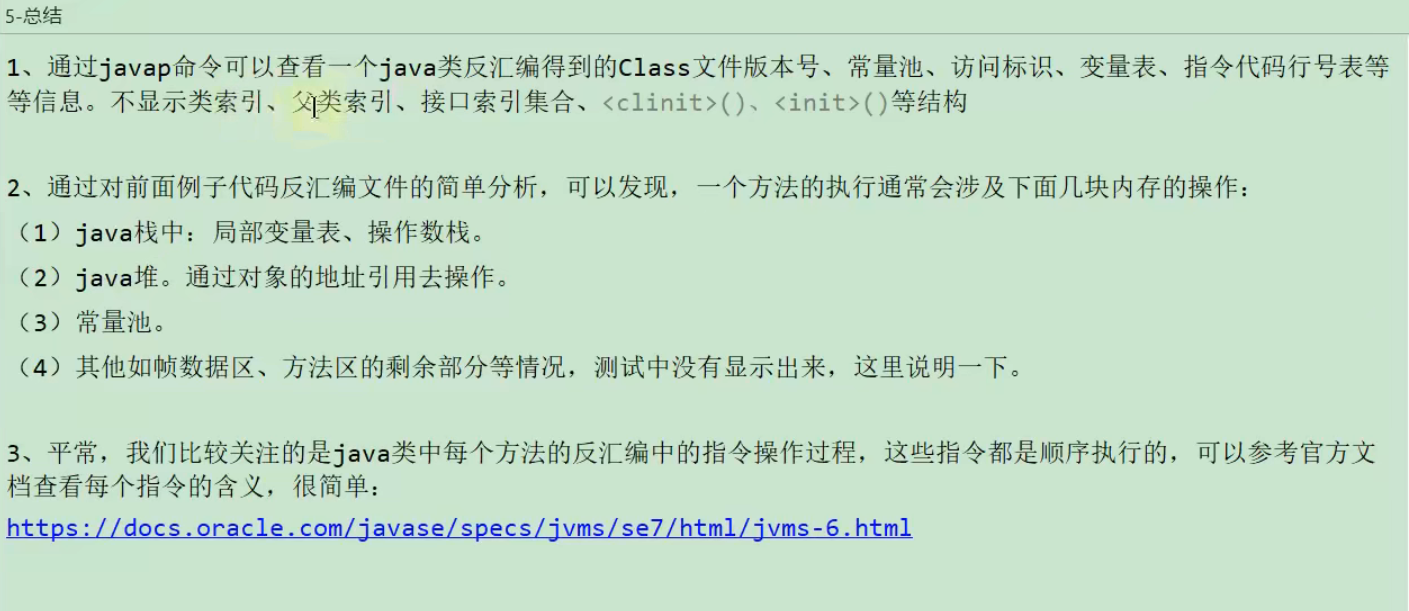 5-总结
1、通过javap命令可以查看一个java类反汇编得到的Class文件版本号、常量池、访问标识、变量表、指令代码行号表等
等信息。不显示类索引、父类索引、接口索引集合、<clinit>()、<init>()等结构
2、通过对前面例子代码反汇编文件的简单分析，可以发现，一个方法的执行通常会涉及下面几块内存的操作：
（1）java栈中：局部变量表、操作数栈。
（2）java堆。通过对象的地址引用去操作。
（3）常量池。
（4）其他如帧数据区、方法区的剩余部分等情况，测试中没有显示出来，这里说明一下。
3、平常，我们比较关注的是java类中每个方法的反汇编中的指令操作过程，这些指令都是顺序执行的，可以参考官方文
档查看每个指令的含义，很简单：
https://docs.oracle.com/javase/specs/jvms/se7/html/jvms-6.html